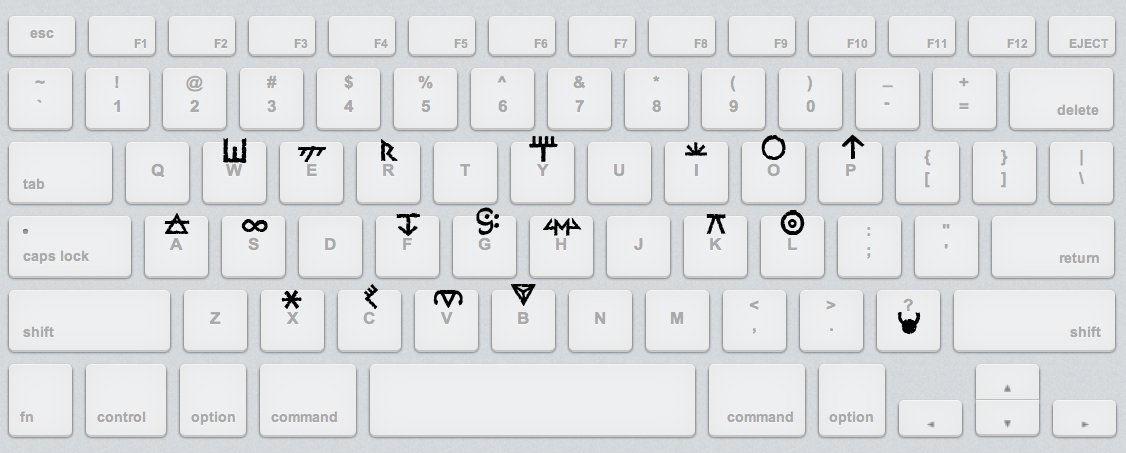 esc F1 F2 F3 F4 F5 F6 F7 F8 F9 F10 F11 F12 EJECT
~ ! @ # $ % ^ & * ( ) _ +
` 1 2 3 4 5 6 7 8 9 0 - = delete
tab Q W E R T Y U I O P { } |
[ ] \
caps lock A S D F G H J K L : "
; ' return
shift Z X C V B N M < > ?
, . shift
fn control option command command option ◄ ▲ ▼ ►